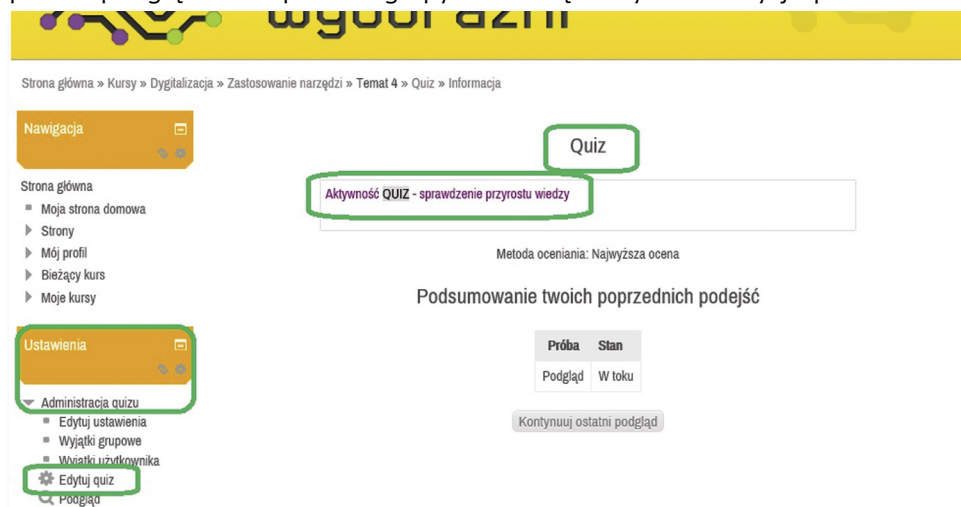 Strona główna » Kursy » Dygitalizacja » Zastosowanie narzędzi » Temat 4 » Quiz » Informacja
Nawigacja
Strona główna
Moja strona domowa
Strony
Mój profil
Bieżący kurs
Moje kursy
Ustawienia
Administracja quizu
Edytuj ustawienia
Wyjątki grupowe
Wyjątki użytkownika
Edytuj quiz
Podgląd
Quiz
Aktywność QUIZ - sprawdzenie przyrostu wiedzy
Metoda oceniania: Najwyższa ocena
Podsumowanie twoich poprzednich podejść
Próba Stan
Podgląd W toku
Kontynuuj ostatni podgląd